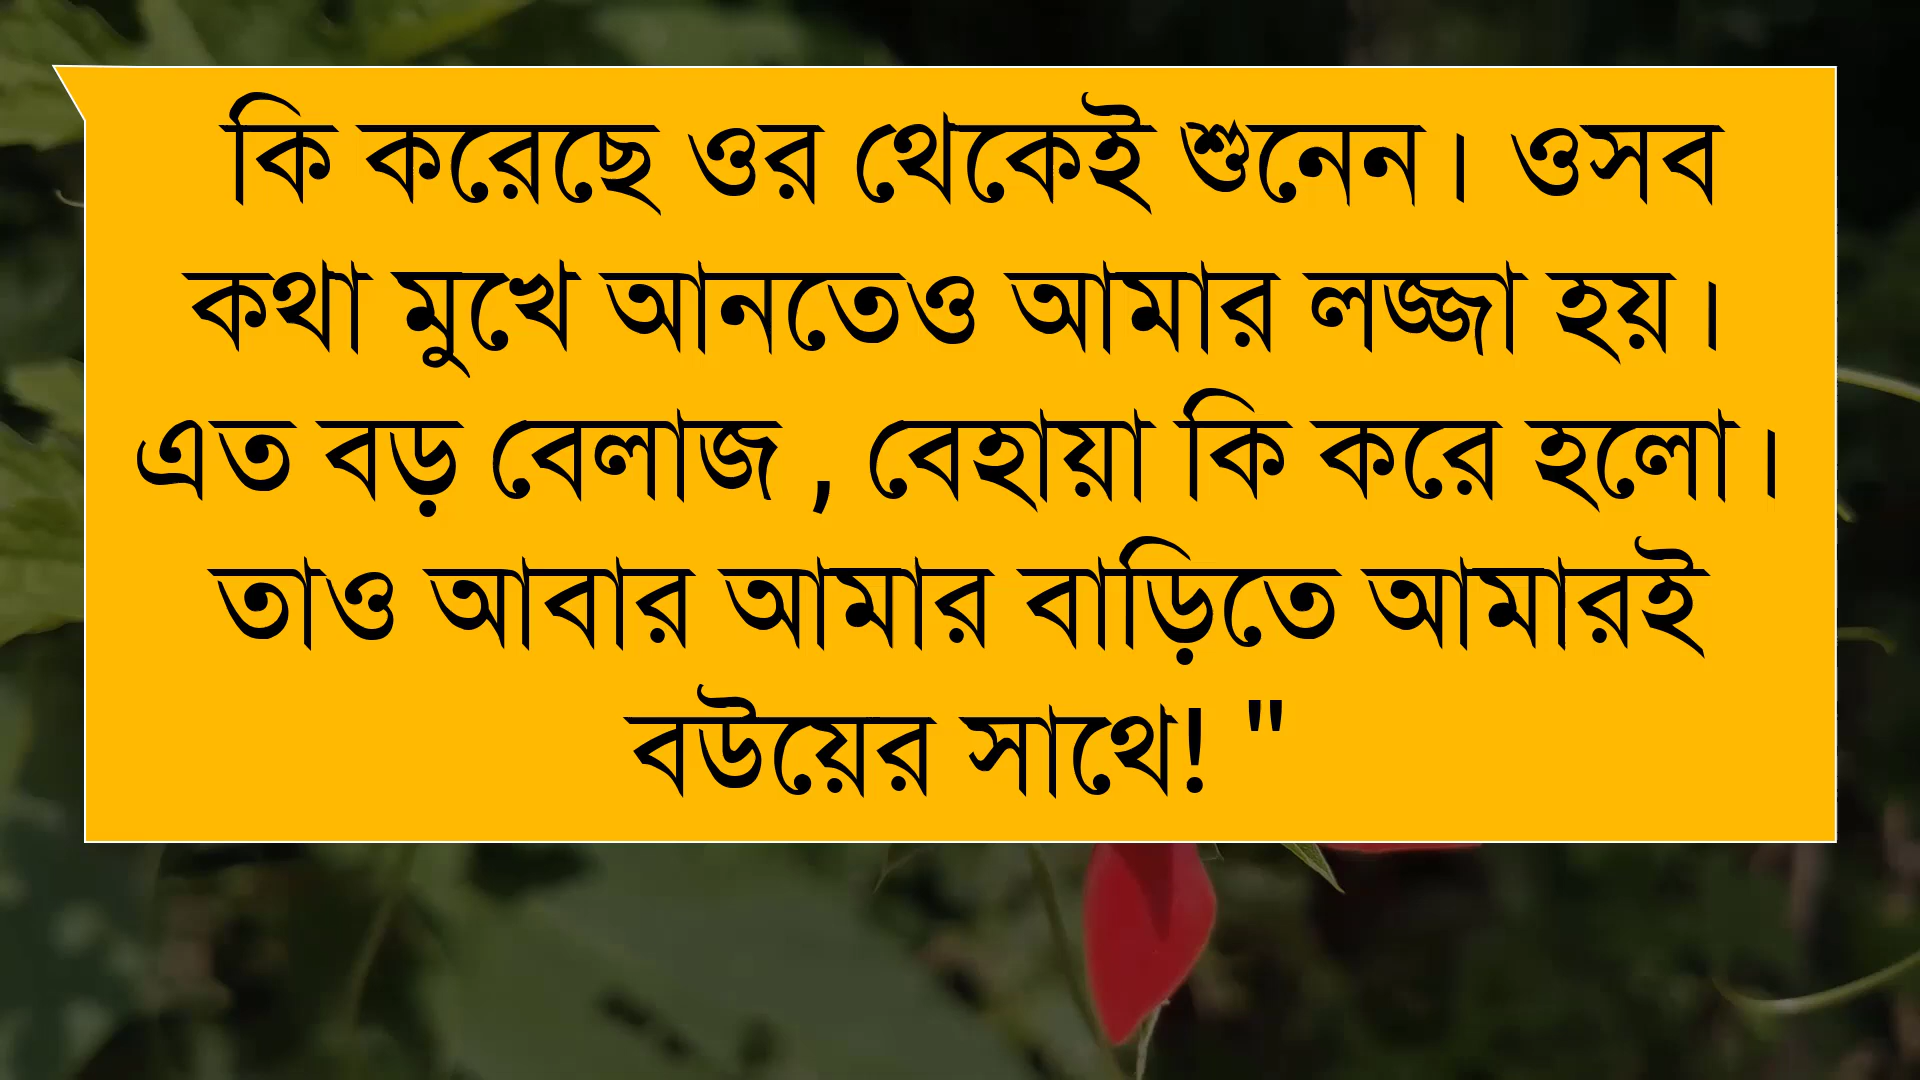 কি করেছে ওর থেকেই শুনেন। ওসব
কথা মুখে আনতেও আমার লজ্জা হয়।
এত বড় বেলাজ , বেহায়া কি করে হলো।
তাও আবার আমার বাড়িতে আমারই
বউয়ের সাথে! "